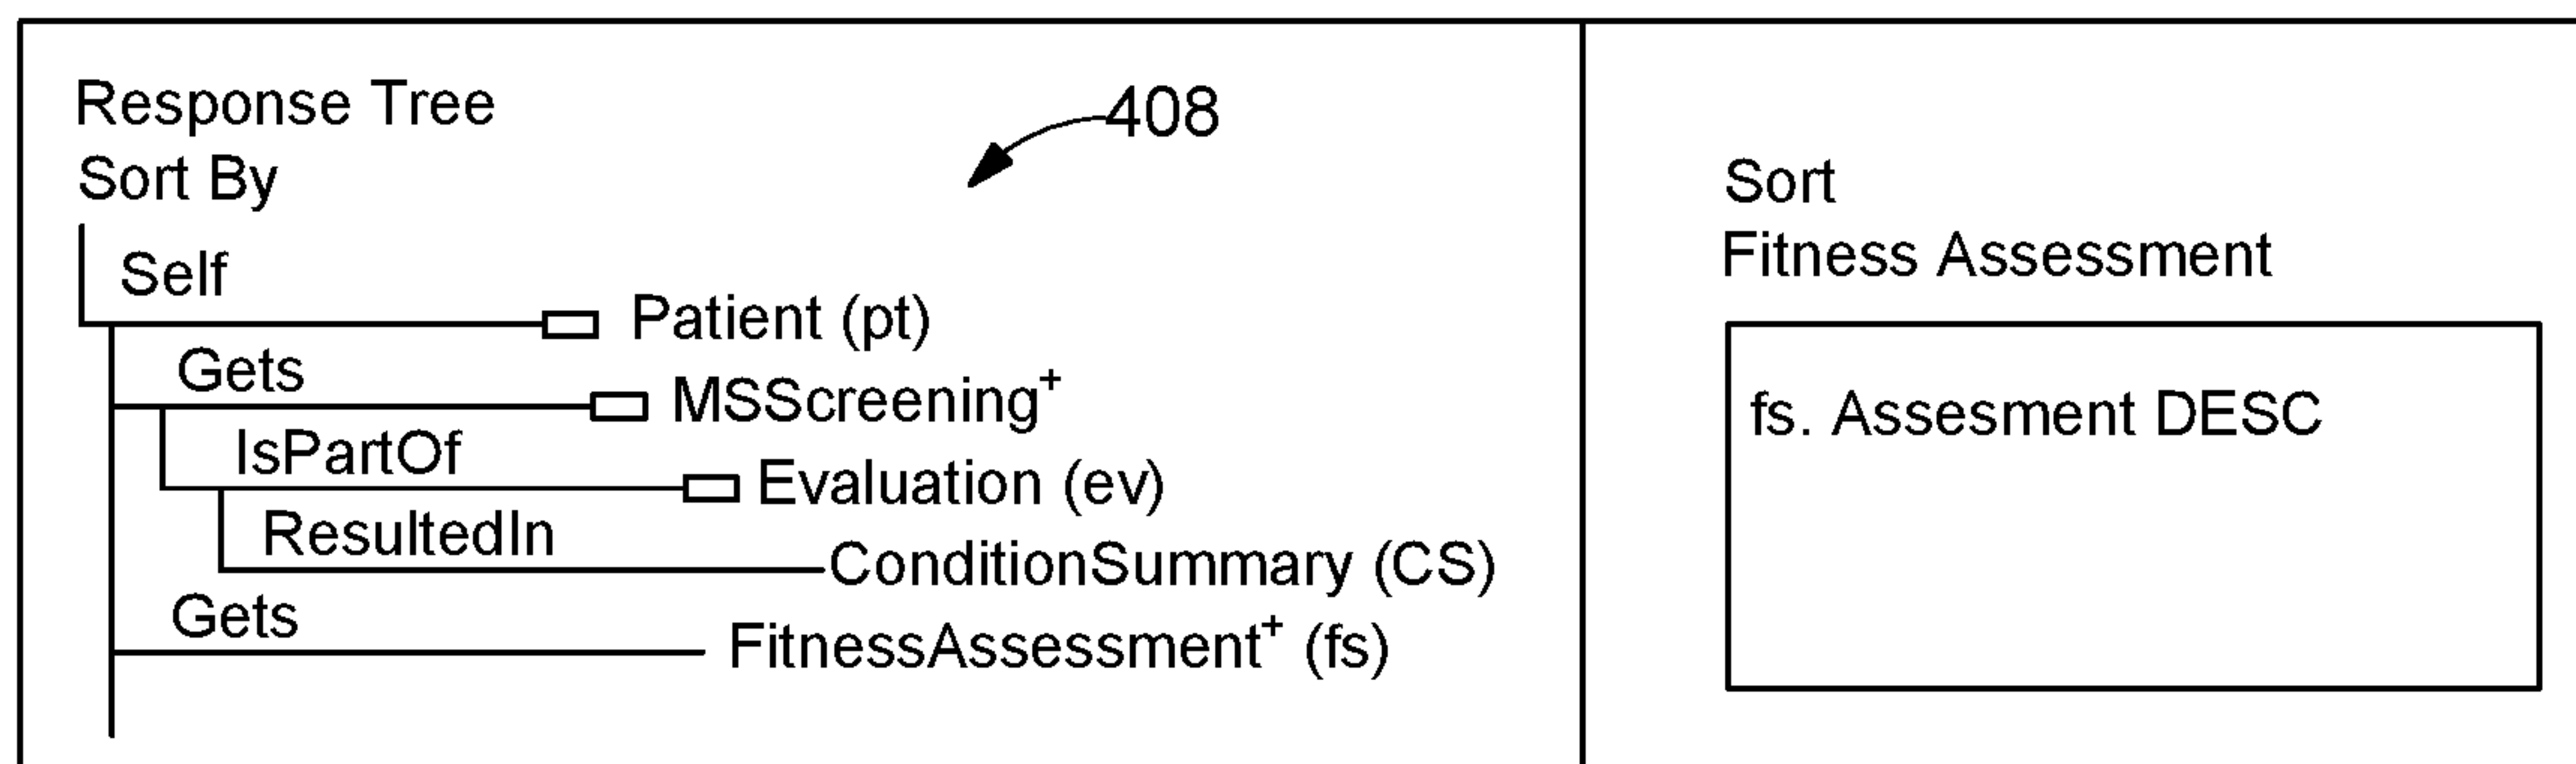 Response Tree
408
Sort By
Self
Patient (pt)
Gets
MSScreening+
IsPartOf
Evaluation (ev)
ResultedIn
ConditionSummary (CS)
Gets
FitnessAssessment+ (fs)
Sort
Fitness Assessment
fs. Assesment DESC